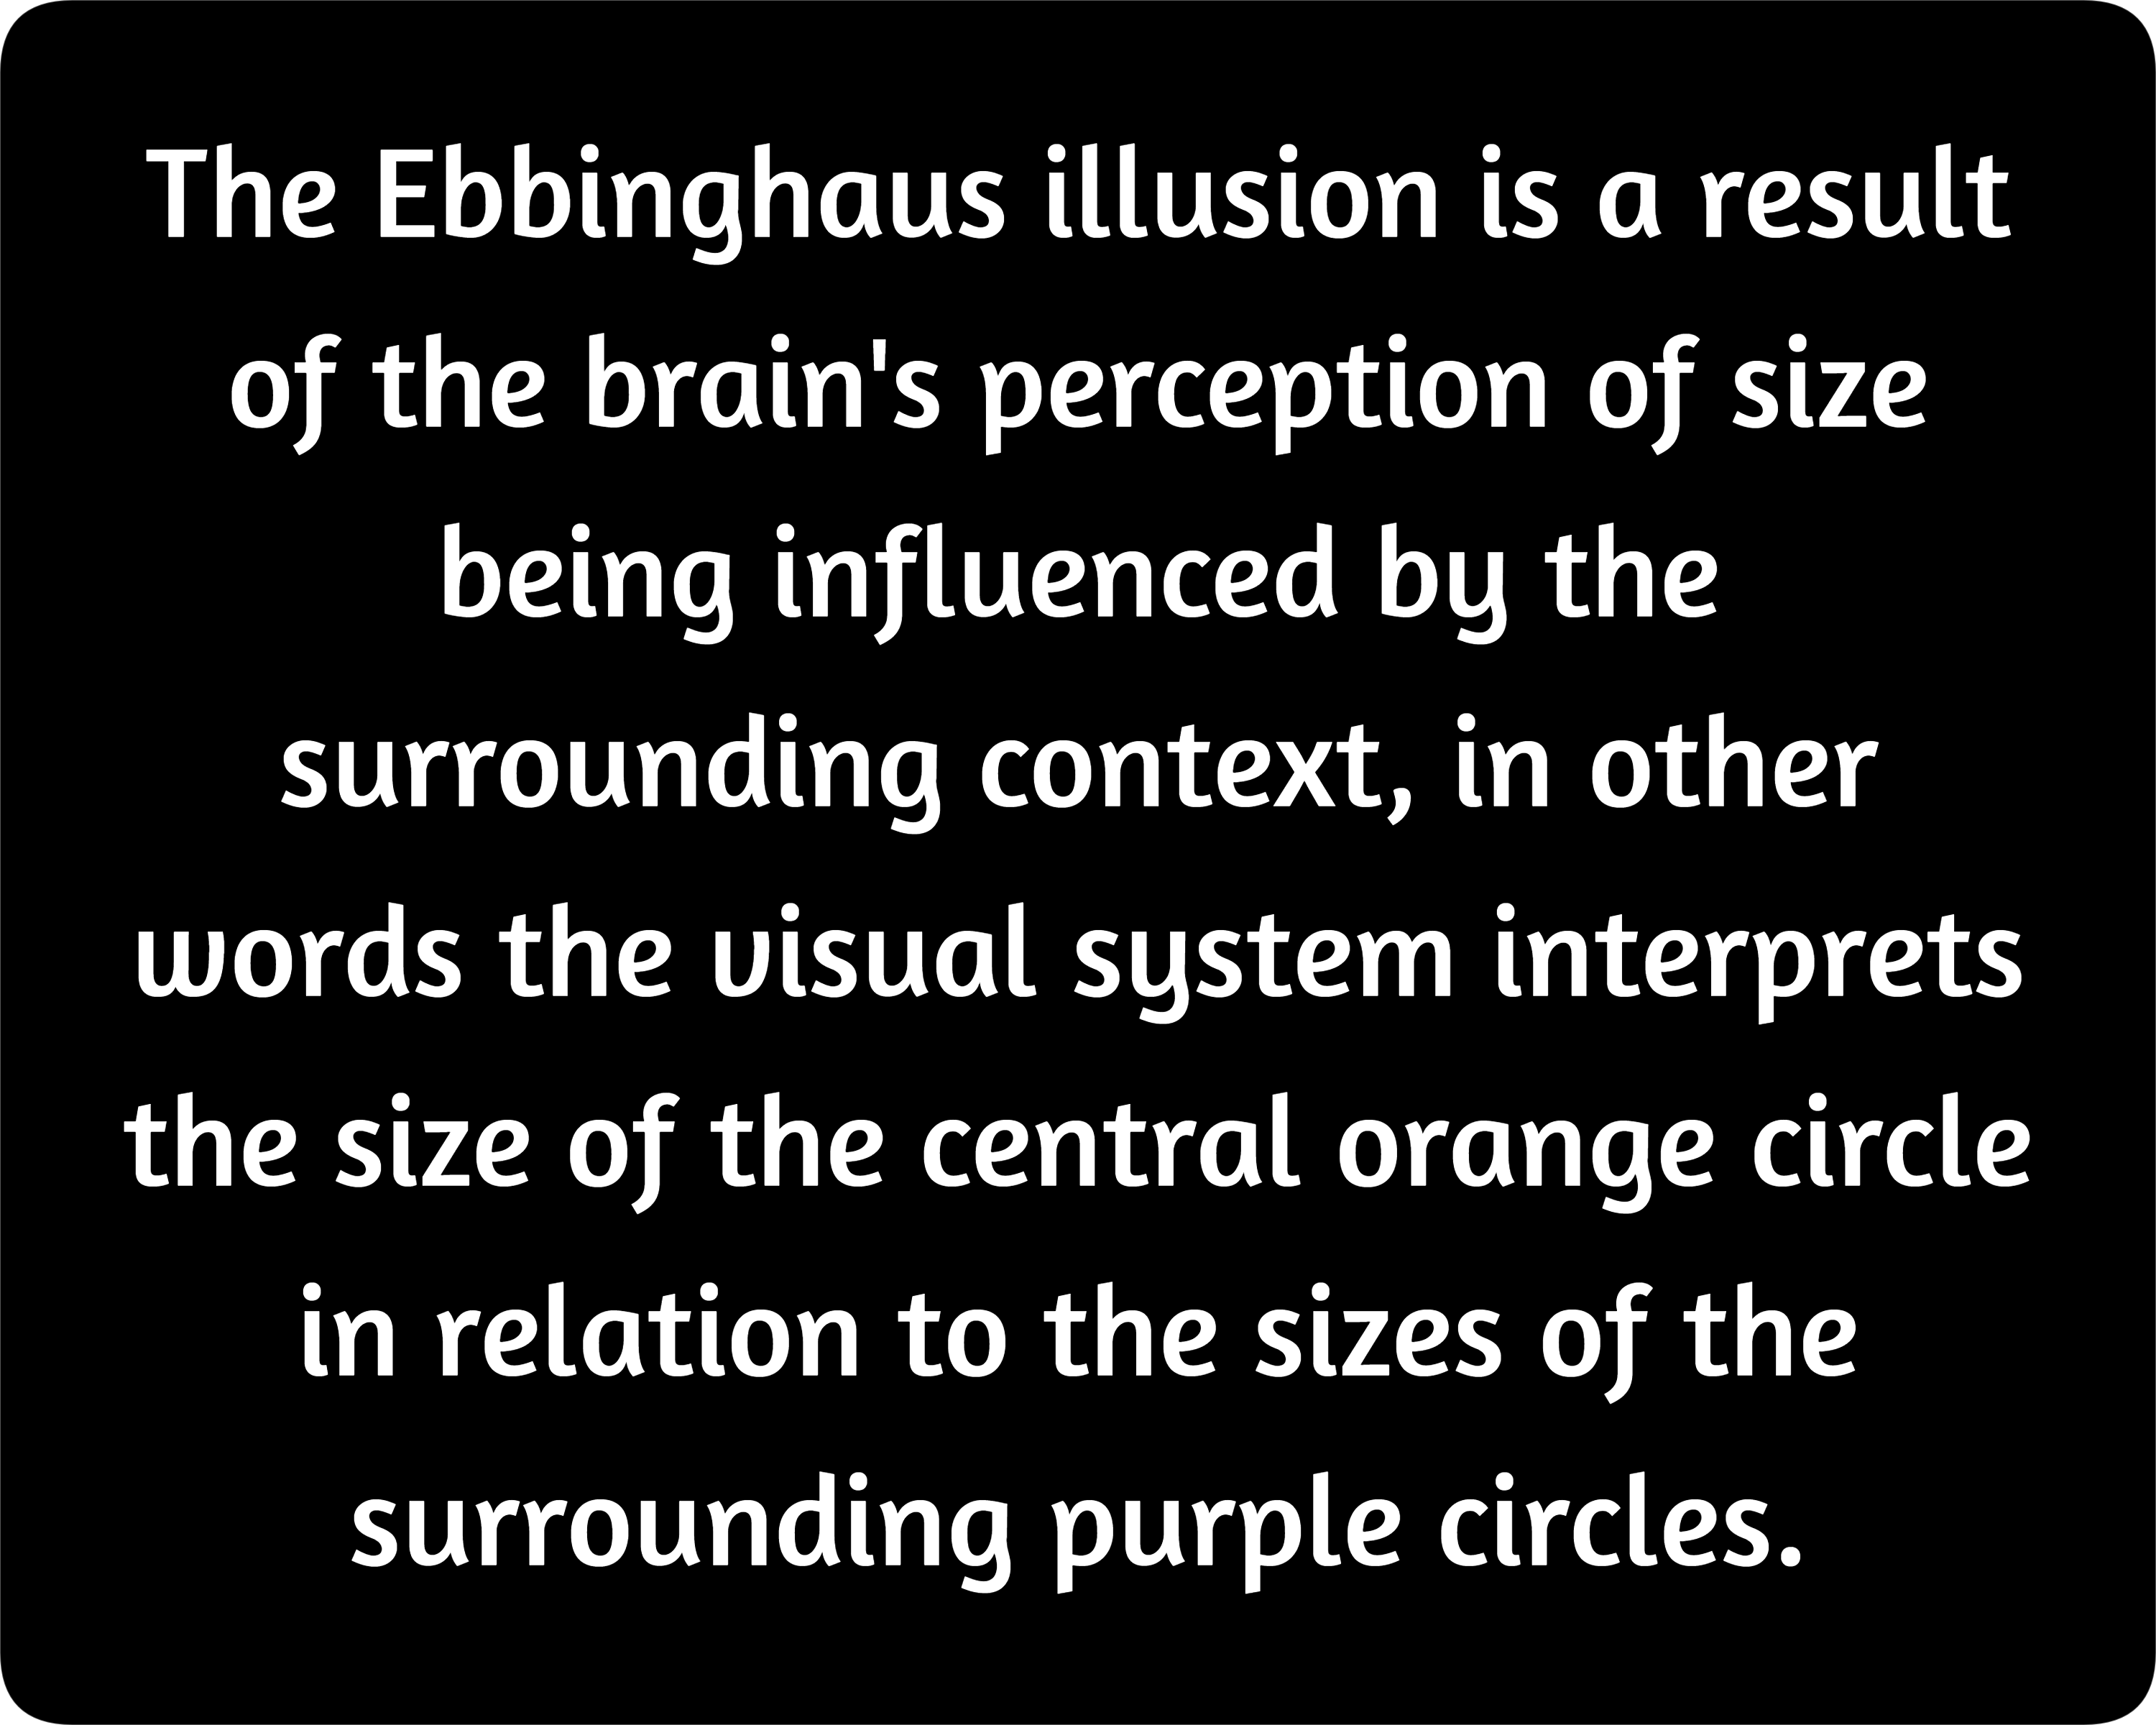 The Ebbinghaus illusion is a result
of the brain's perception of size
being influenced by the
surrounding context, in other
words the visual system interprets
the size of the central orange circle
in relation to the sizes of the
surrounding purple circles.